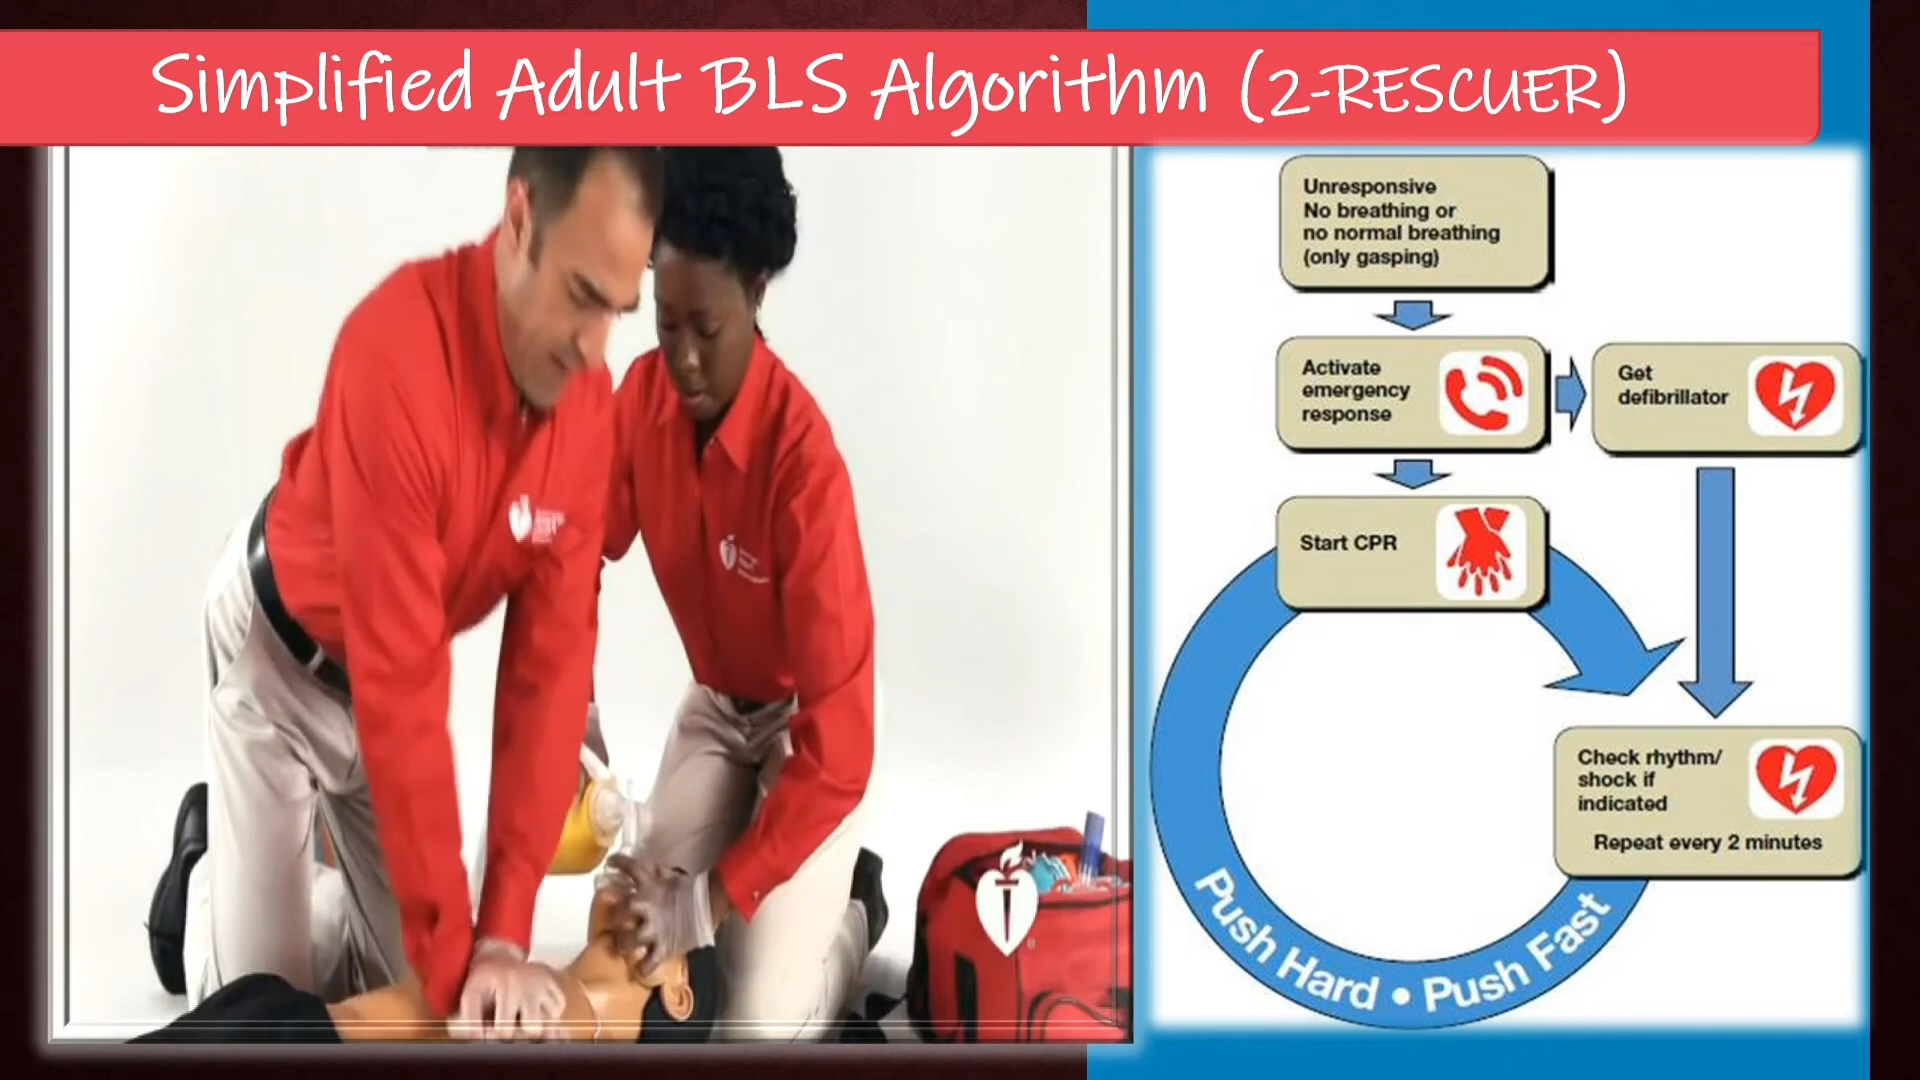 Simplified Adult BLS Algorithm (2-RESCUER)
Unresponsive
No breathing or
no normal breathing
(only gasping)
Activate
emergency
response
Get
defibrillator
Start CPR
Check rhythm/
shock if
indicated
Repeat every 2 minutes
Push Hard • Push Fast